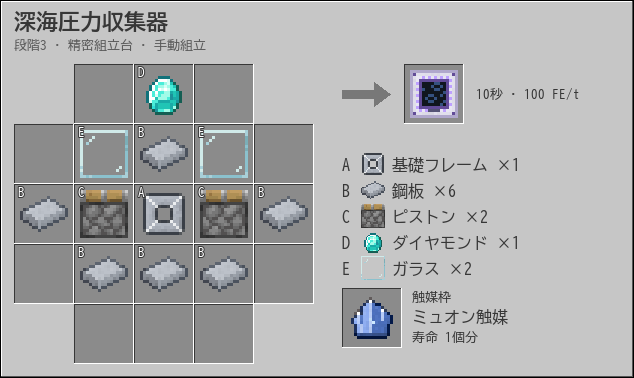 深海圧力収集器
段階3 · 精密組立台 · 手動組立
D
E B E
B C A C B
B B B
10秒 · 100 FE/t
A 基礎フレーム ×1
B 鋼板 ×6
C ピストン ×2
D ダイヤモンド ×1
E ガラス ×2
触媒枠
ミュオン触媒
寿命 1個分